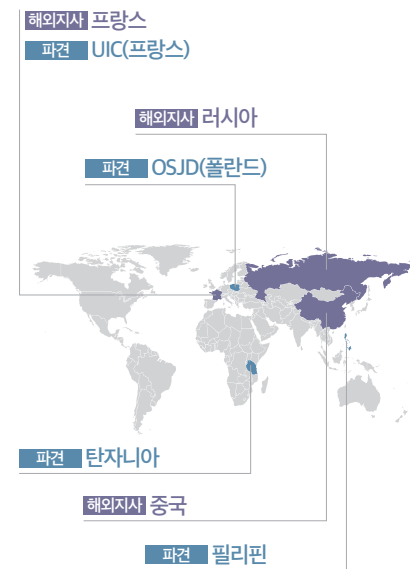 해외지사 프랑스
파견 UIC(프랑스)
해외지사 러시아
파견 OSJD(폴란드)
파견 탄자니아
해외지사 중국
파견 필리핀